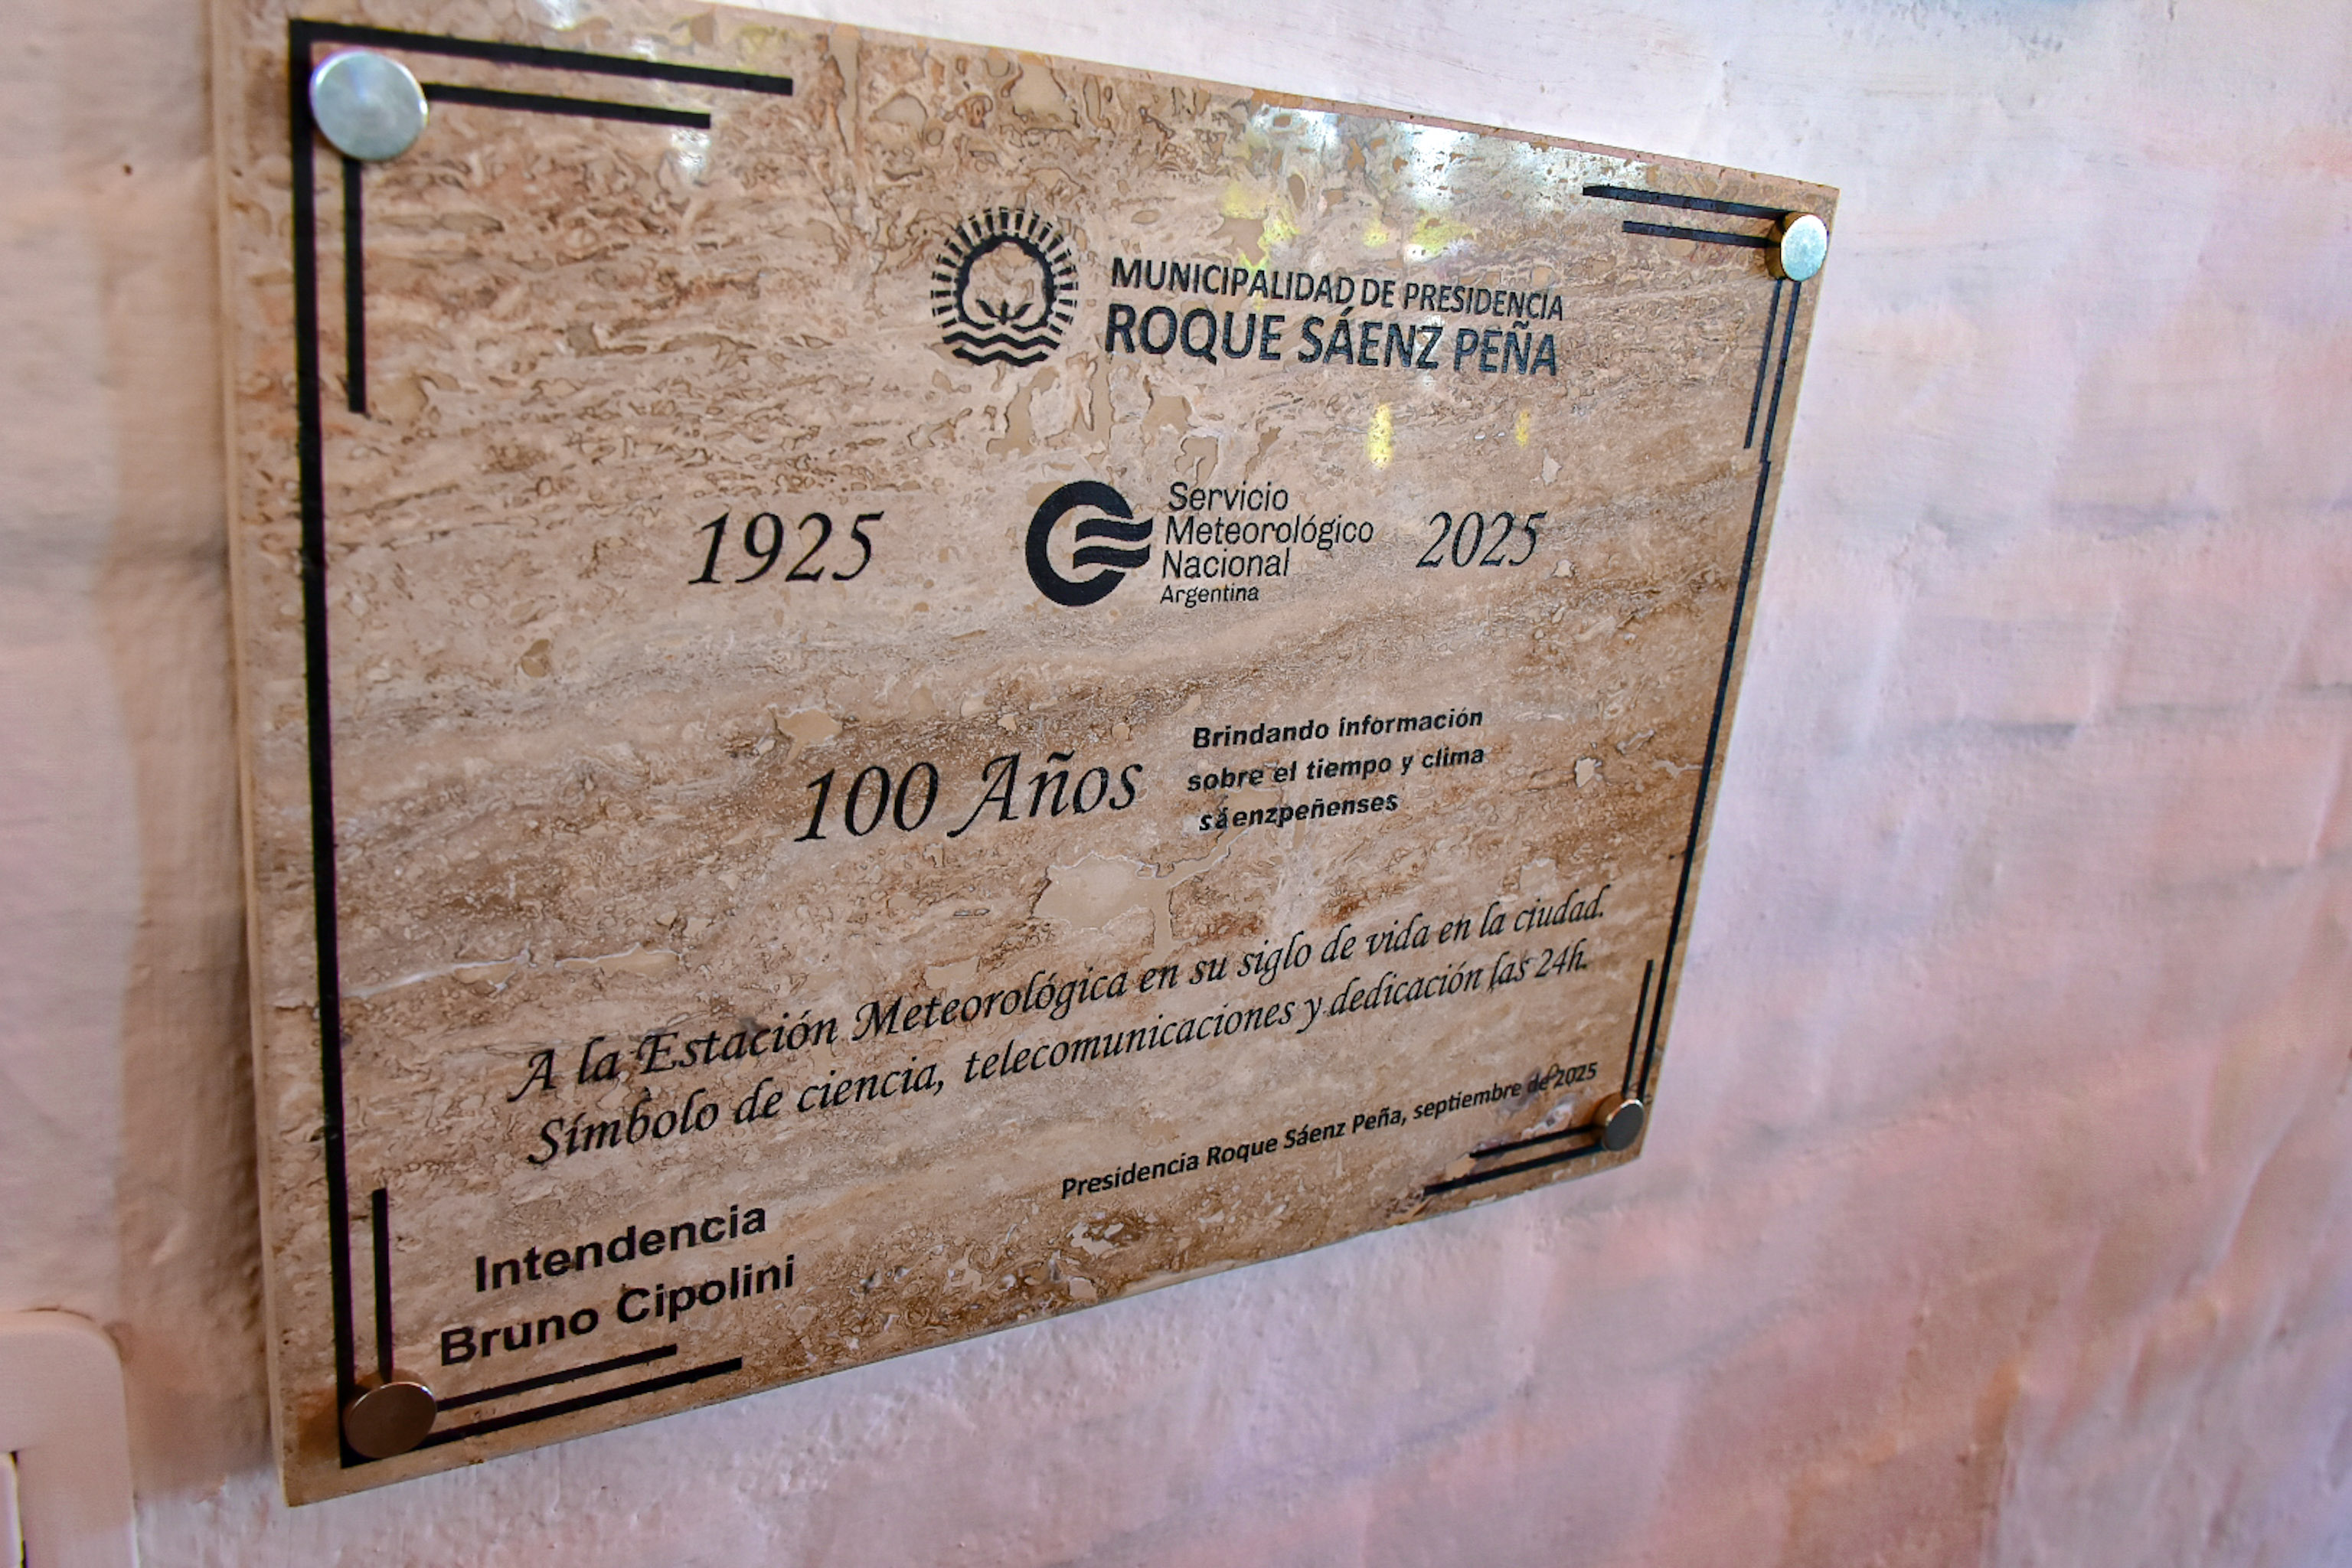 MUNICIPALIDAD DE PRESIDENCIA
ROQUE SÁENZ PEÑA
1925
Servicio
Meteorológico
Nacional
Argentina
2025
100 Años
Brindando información
sobre el tiempo y clima
sáenzpeñenses
A la Estación Meteorológica en su siglo de vida en la ciudad.
Símbolo de ciencia, telecomunicaciones y dedicación las 24h.
Presidencia Roque Sáenz Peña, septiembre de 2025
Intendencia
Bruno Cipolini